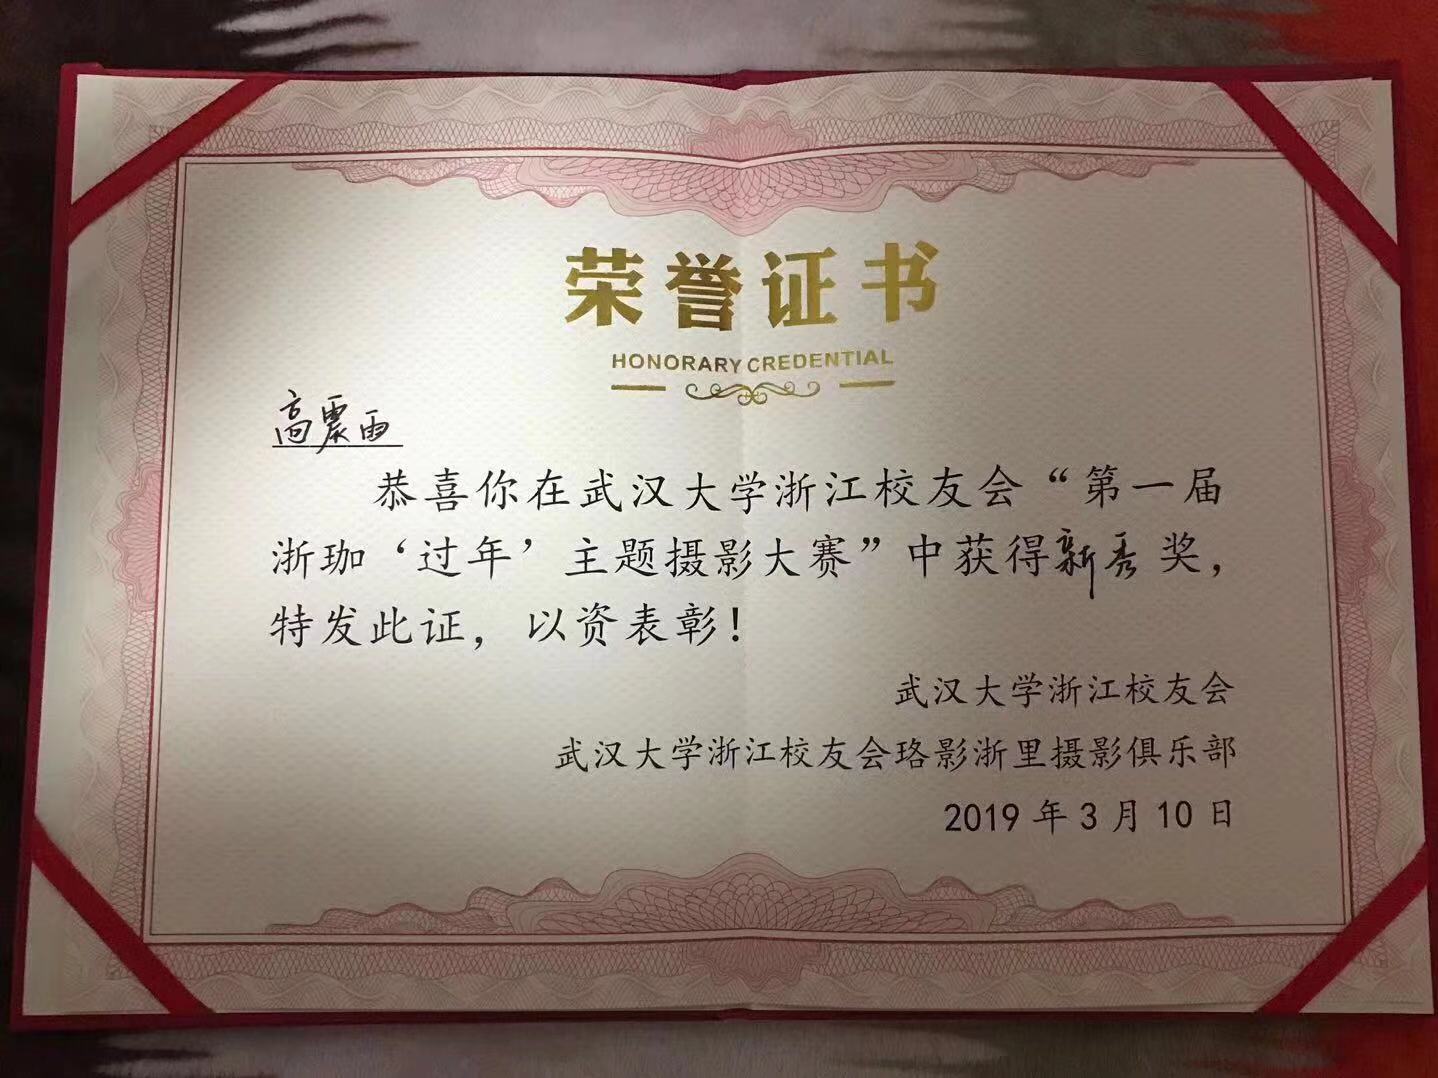 荣誉证书
HONORARY CREDENTIAL
高震雨
恭喜你在武汉大学浙江校友会“第一届
浙珈‘过年’主题摄影大赛”中获得新秀奖，
特发此证，以资表彰！
武汉大学浙江校友会
武汉大学浙江校友会珞影浙里摄影俱乐部
2019年3月10日